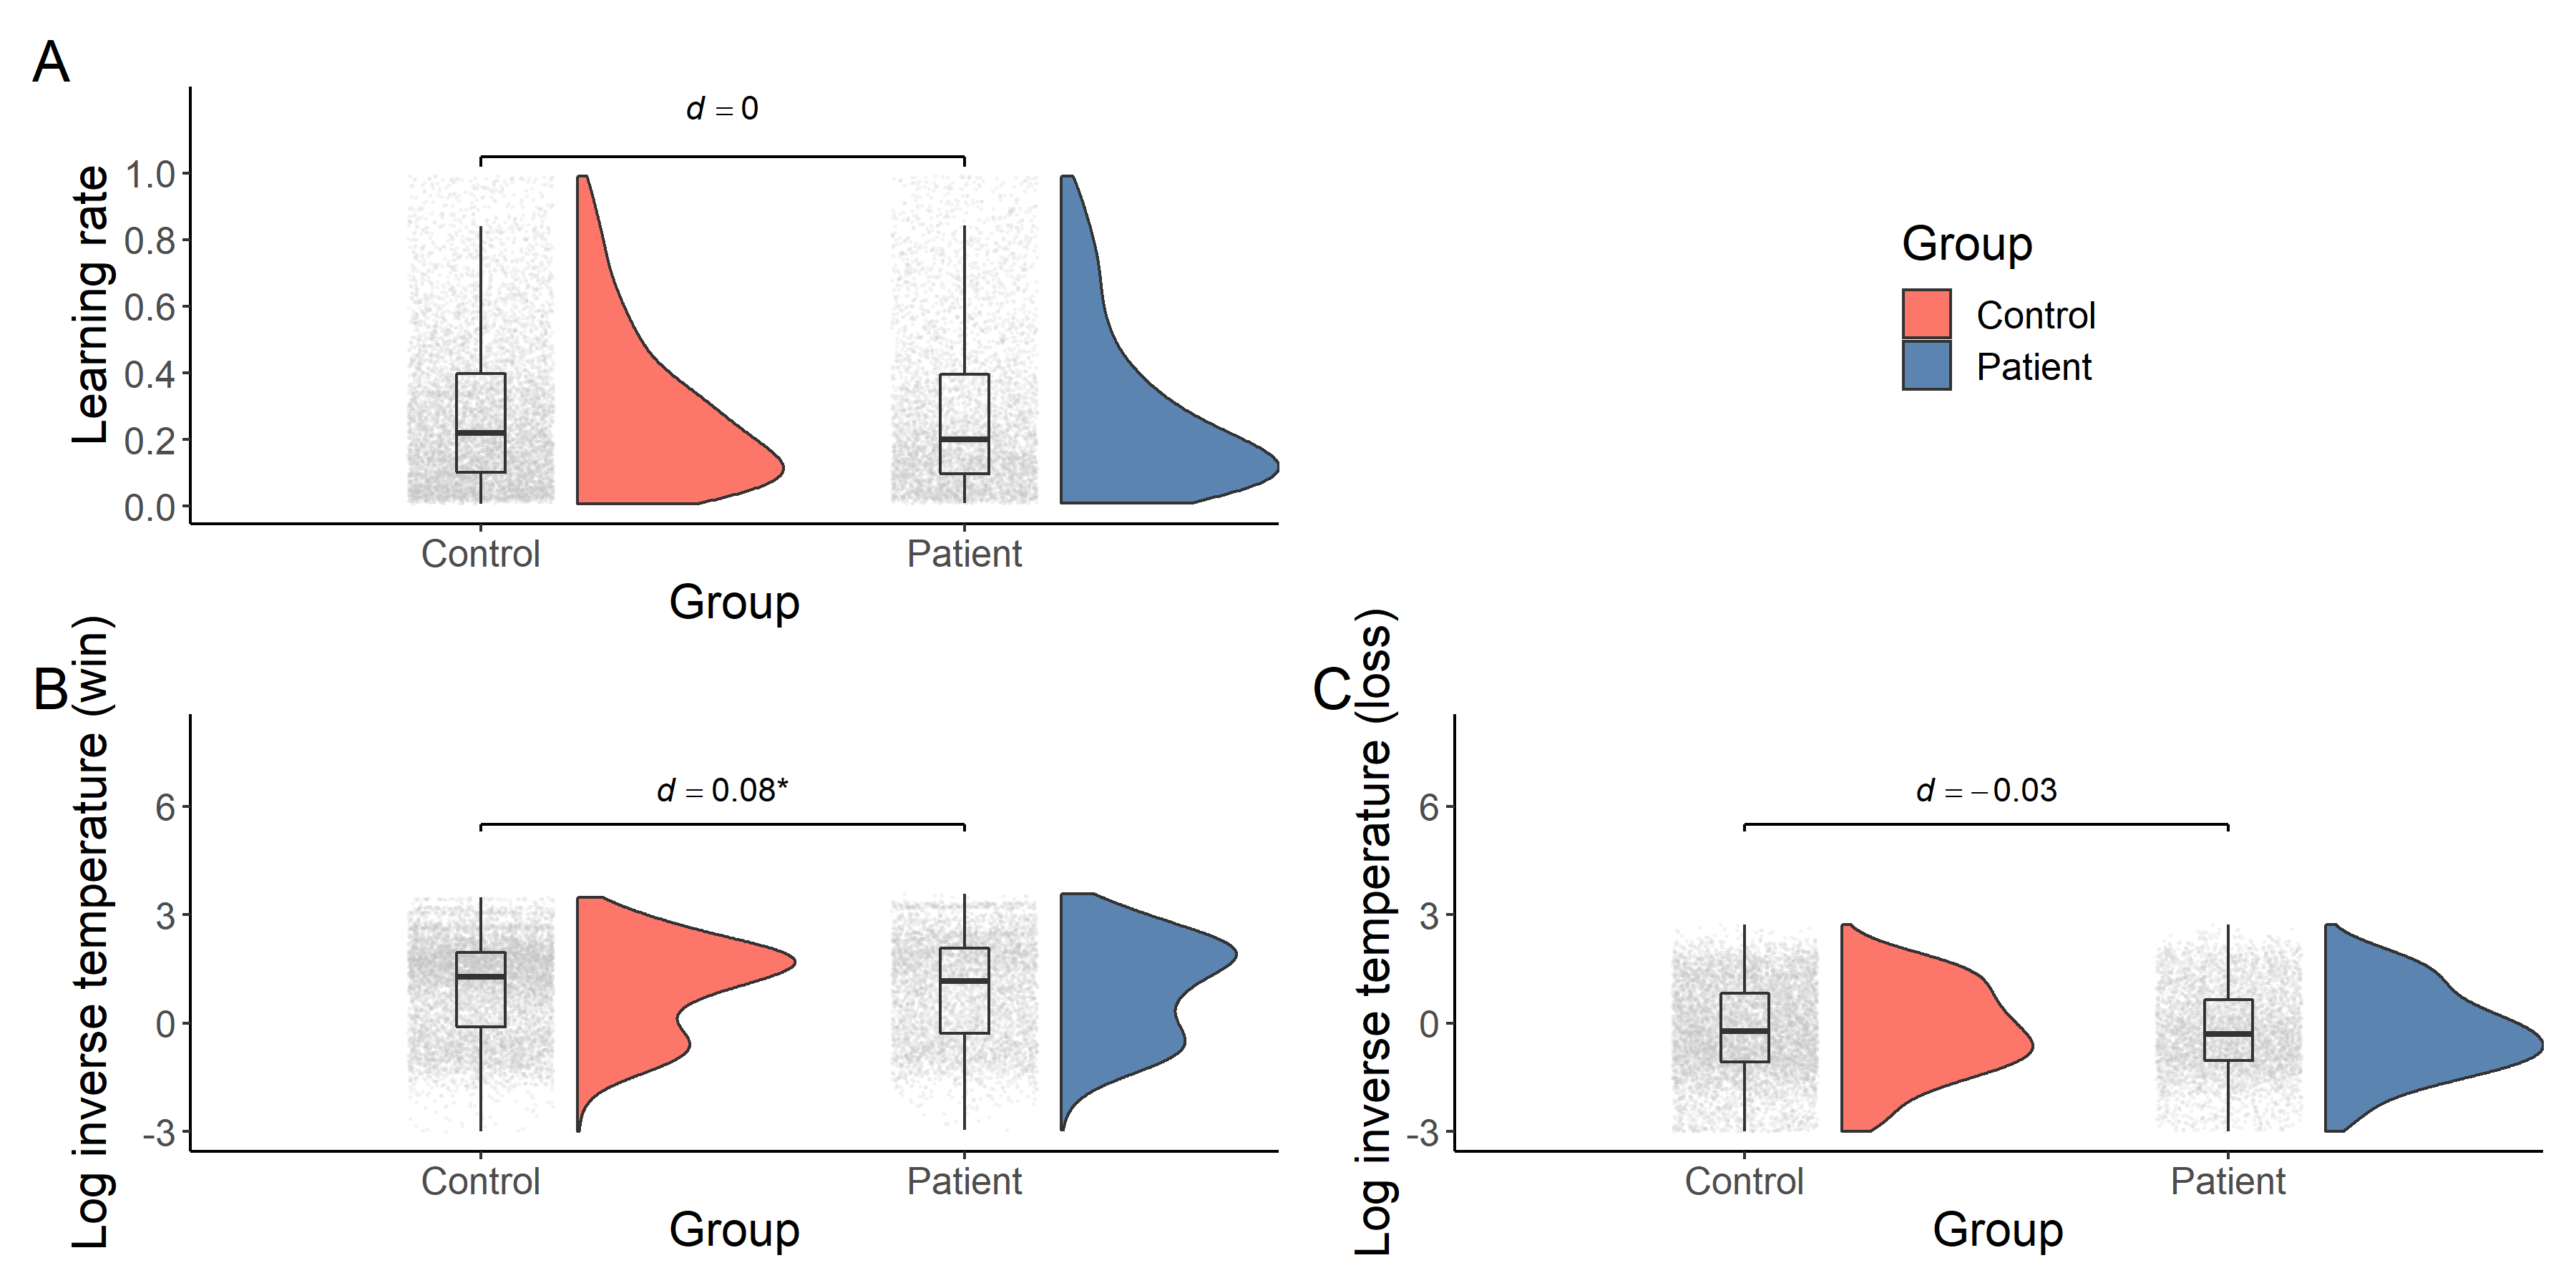 A
d = 0
Learning rate
1.0
0.8
0.6
0.4
0.2
0.0
Control
Patient
Group
Group
Control
Patient
B
d = 0.08*
Log inverse temperature (win)
6
3
0
-3
Control
Patient
Group
C
d = −0.03
Log inverse temperature (loss)
6
3
0
-3
Control
Patient
Group